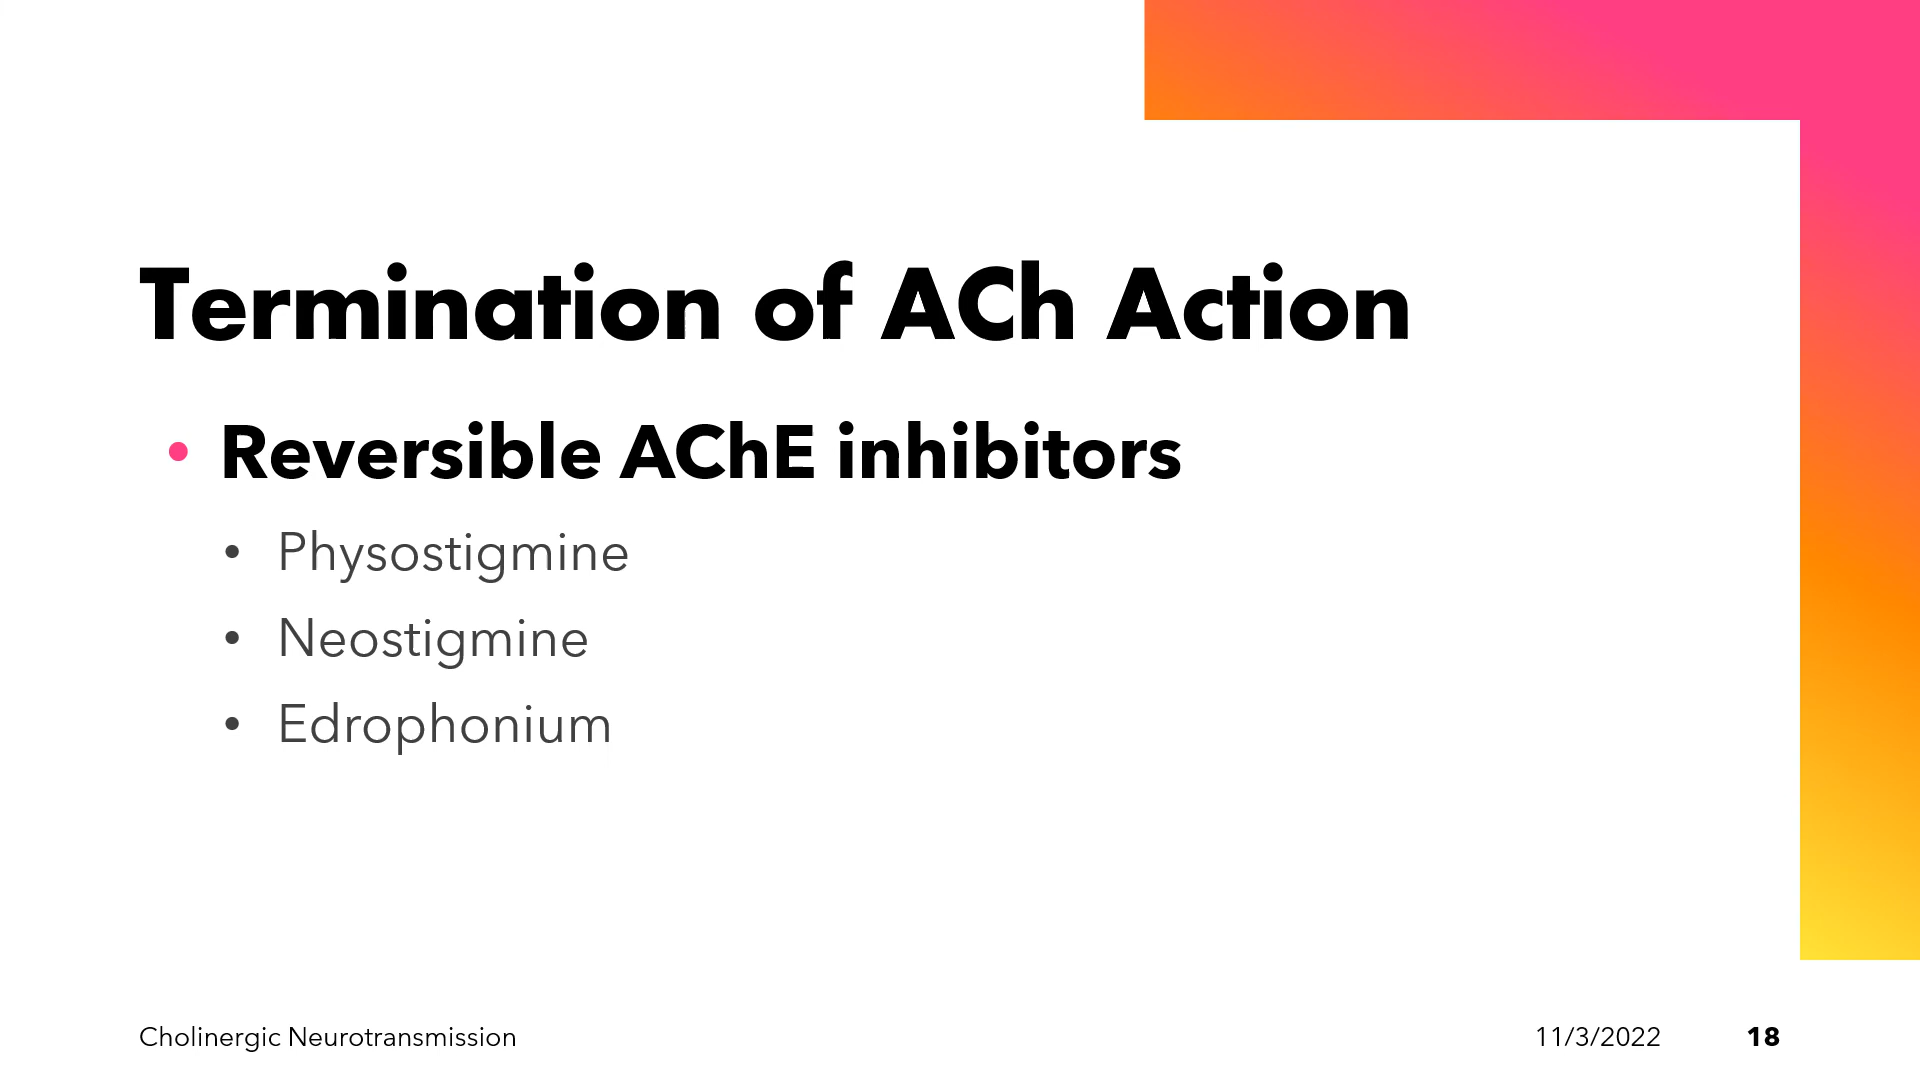 Termination of ACh Action
• Reversible AChE inhibitors
• Physostigmine
• Neostigmine
• Edrophonium
Cholinergic Neurotransmission 11/3/2022 18